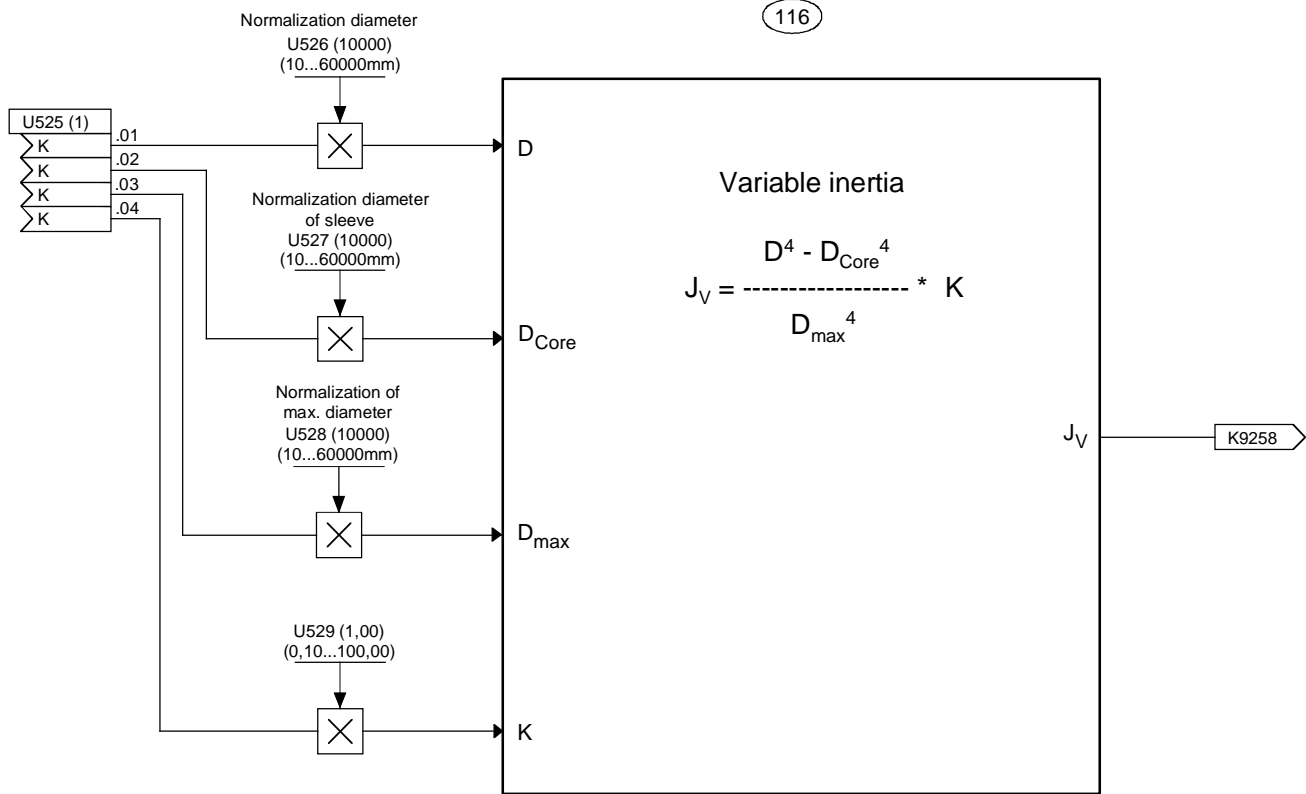 116
Normalization diameter
U526 (10000)
(10...60000mm)
U525 (1)
K .01
K .02
K .03
K .04
D
Variable inertia
D⁴ - D_Core⁴
J_V = ------------------ * K
D_max⁴
Normalization diameter
of sleeve
U527 (10000)
(10...60000mm)
D_Core
Normalization of
max. diameter
U528 (10000)
(10...60000mm)
J_V
K9258
D_max
U529 (1,00)
(0,10...100,00)
K